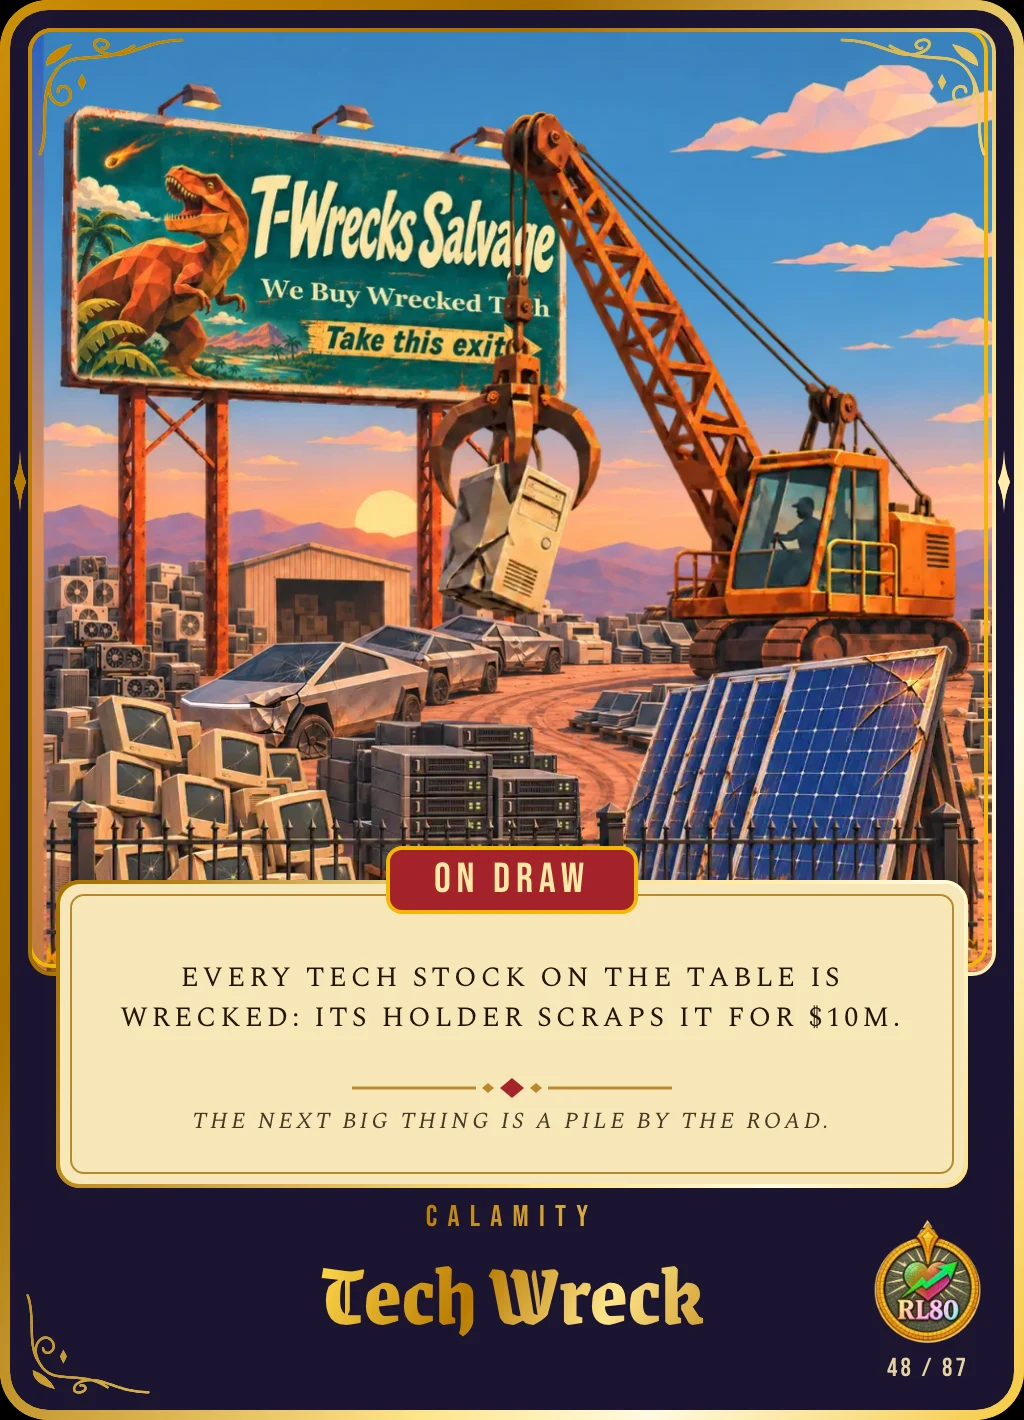 T-Wrecks Salvage
We Buy Wrecked Tech
Take this exit
ON DRAW
EVERY TECH STOCK ON THE TABLE IS
WRECKED: ITS HOLDER SCRAPS IT FOR $10M.
THE NEXT BIG THING IS A PILE BY THE ROAD.
CALAMITY
Tech Wreck
RL80
48 / 87